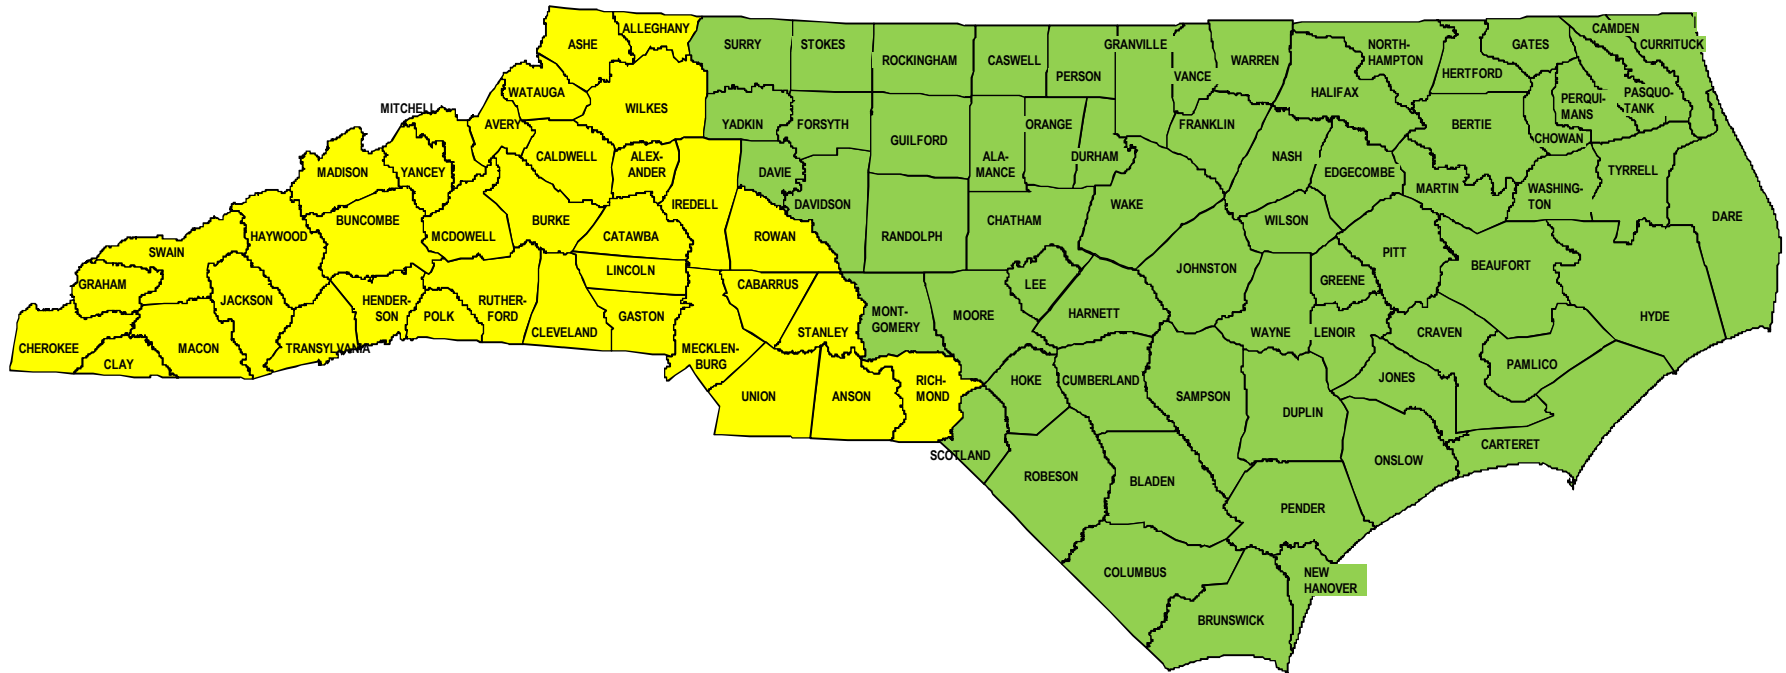 ALLEGHANY
ASHE
SURRY
STOKES
ROCKINGHAM
CASWELL
PERSON
GRANVILLE
VANCE
WARREN
NORTH-
HAMPTON
GATES
CAMDEN
CURRITUCK
HERTFORD
HALIFAX
WATAUGA
WILKES
MITCHELL
AVERY
YADKIN
FORSYTH
GUILFORD
ORANGE
DURHAM
FRANKLIN
BERTIE
PERQUI-
MANS
PASQUO-
TANK
CHOWAN
MADISON
YANCEY
CALDWELL
ALEX-
ANDER
DAVIE
ALA-
MANCE
NASH
EDGECOMBE
MARTIN
WASHING-
TON
TYRRELL
IREDELL
DAVIDSON
WAKE
WILSON
DARE
BUNCOMBE
HAYWOOD
MCDOWELL
BURKE
CATAWBA
ROWAN
RANDOLPH
CHATHAM
SWAIN
LINCOLN
CABARRUS
LEE
JOHNSTON
GREENE
PITT
BEAUFORT
GRAHAM
JACKSON
HENDER-
SON
POLK
RUTHER-
FORD
CLEVELAND
GASTON
STANLEY
MONT-
GOMERY
MOORE
HARNETT
WAYNE
LENOIR
CRAVEN
HYDE
CHEROKEE
CLAY
MACON
TRANSYLVANIA
MECKLEN-
BURG
PAMLICO
UNION
ANSON
RICH-
MOND
HOKE
CUMBERLAND
SAMPSON
DUPLIN
JONES
CARTERET
SCOTLAND
ROBESON
BLADEN
ONSLOW
PENDER
COLUMBUS
NEW
HANOVER
BRUNSWICK